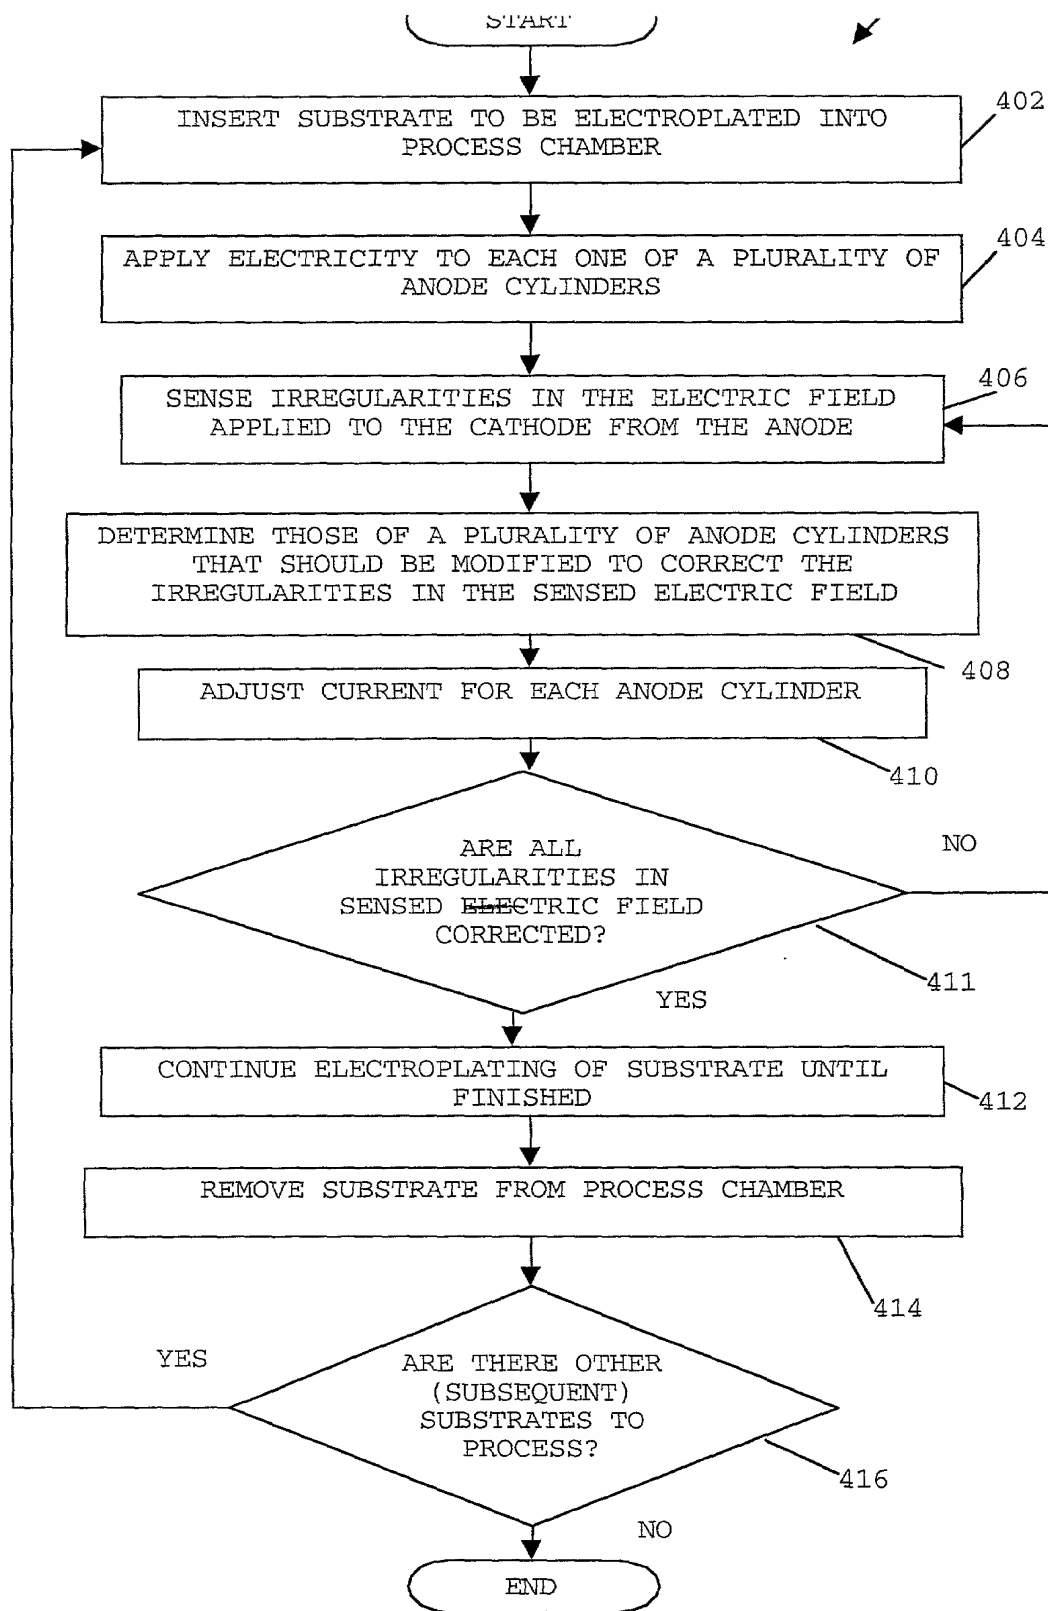 START
INSERT SUBSTRATE TO BE ELECTROPLATED INTO
PROCESS CHAMBER
402
APPLY ELECTRICITY TO EACH ONE OF A PLURALITY OF
ANODE CYLINDERS
404
SENSE IRREGULARITIES IN THE ELECTRIC FIELD
APPLIED TO THE CATHODE FROM THE ANODE
406
DETERMINE THOSE OF A PLURALITY OF ANODE CYLINDERS
THAT SHOULD BE MODIFIED TO CORRECT THE
IRREGULARITIES IN THE SENSED ELECTRIC FIELD
408
ADJUST CURRENT FOR EACH ANODE CYLINDER
410
ARE ALL
IRREGULARITIES IN
SENSED ELECTRIC FIELD
CORRECTED?
NO
411
YES
CONTINUE ELECTROPLATING OF SUBSTRATE UNTIL
FINISHED
412
REMOVE SUBSTRATE FROM PROCESS CHAMBER
414
YES
ARE THERE OTHER
(SUBSEQUENT)
SUBSTRATES TO
PROCESS?
416
NO
END